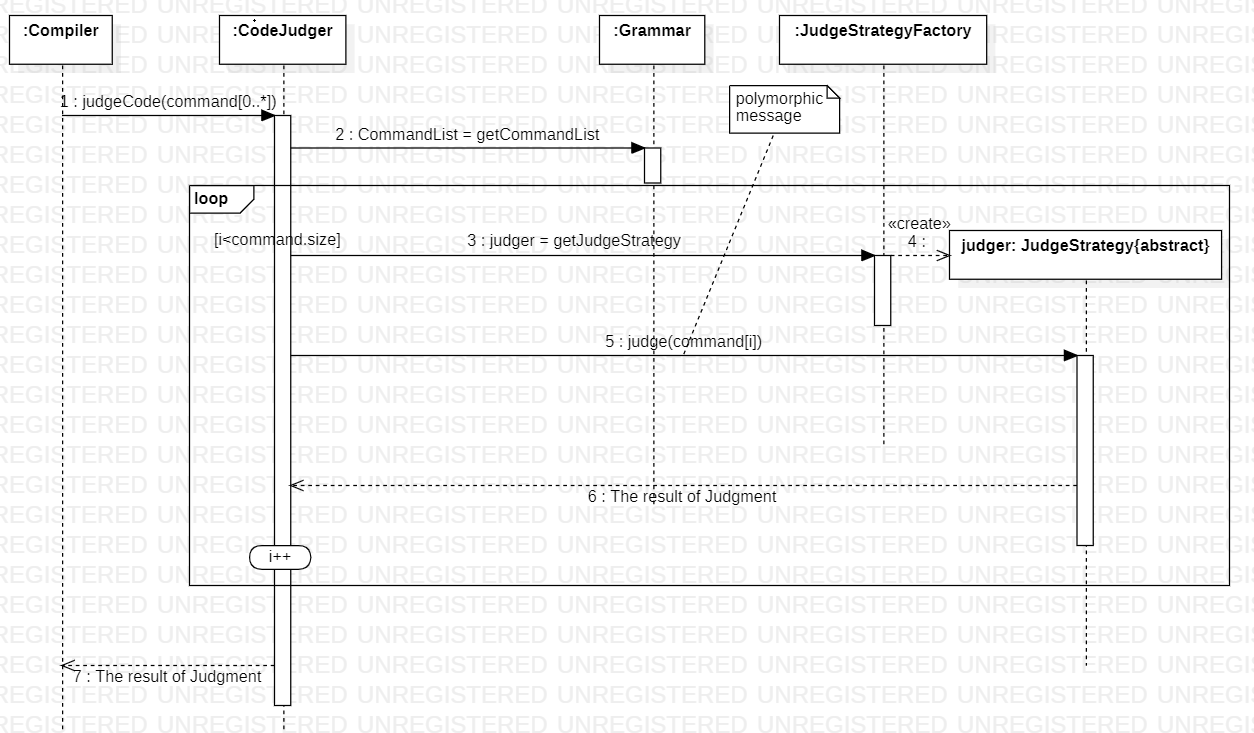 :Compiler
:CodeJudger
:Grammar
:JudgeStrategyFactory
1 : judgeCode(command[0..*])
polymorphic
message
2 : CommandList = getCommandList
loop
[i<command.size]
3 : judger = getJudgeStrategy
«create»
4 :
judger: JudgeStrategy{abstract}
5 : judge(command[i])
6 : The result of Judgment
i++
7 : The result of Judgment
UNREGISTERED